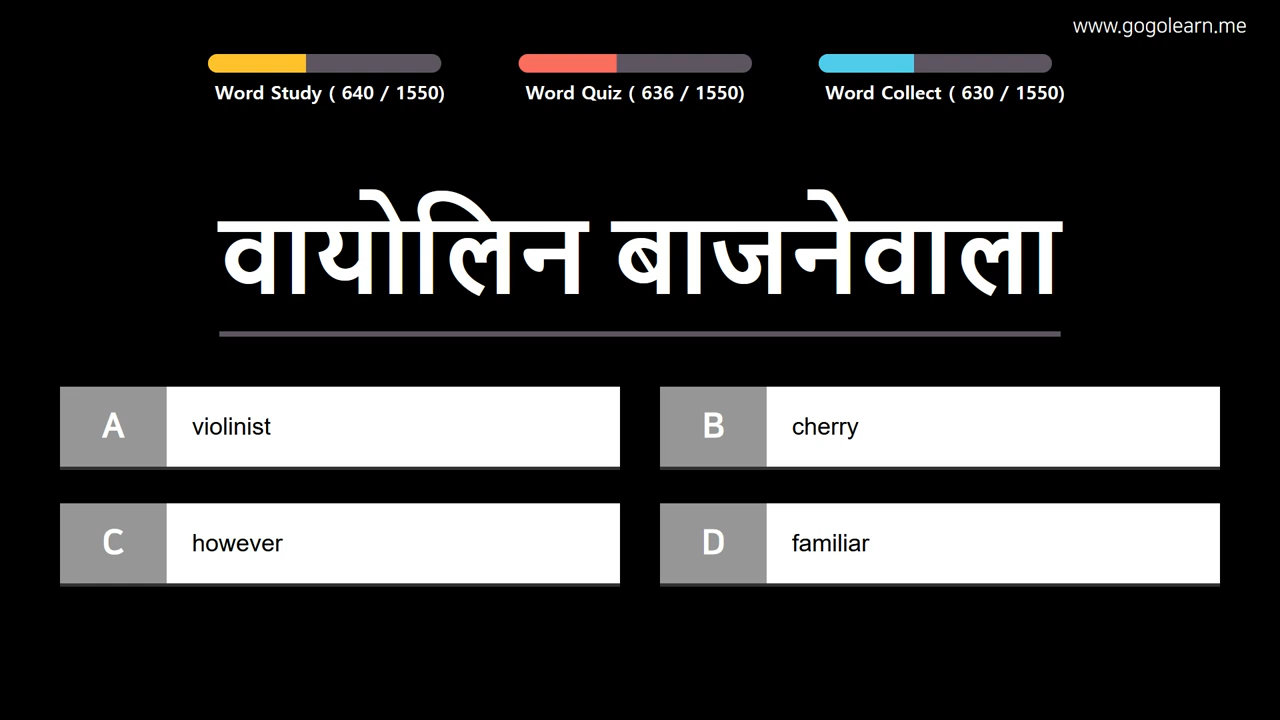 www.gogolearn.me
Word Study ( 640 / 1550)
Word Quiz ( 636 / 1550)
Word Collect ( 630 / 1550)
वायोलिन बाजनेवाला
A violinist
B cherry
C however
D familiar